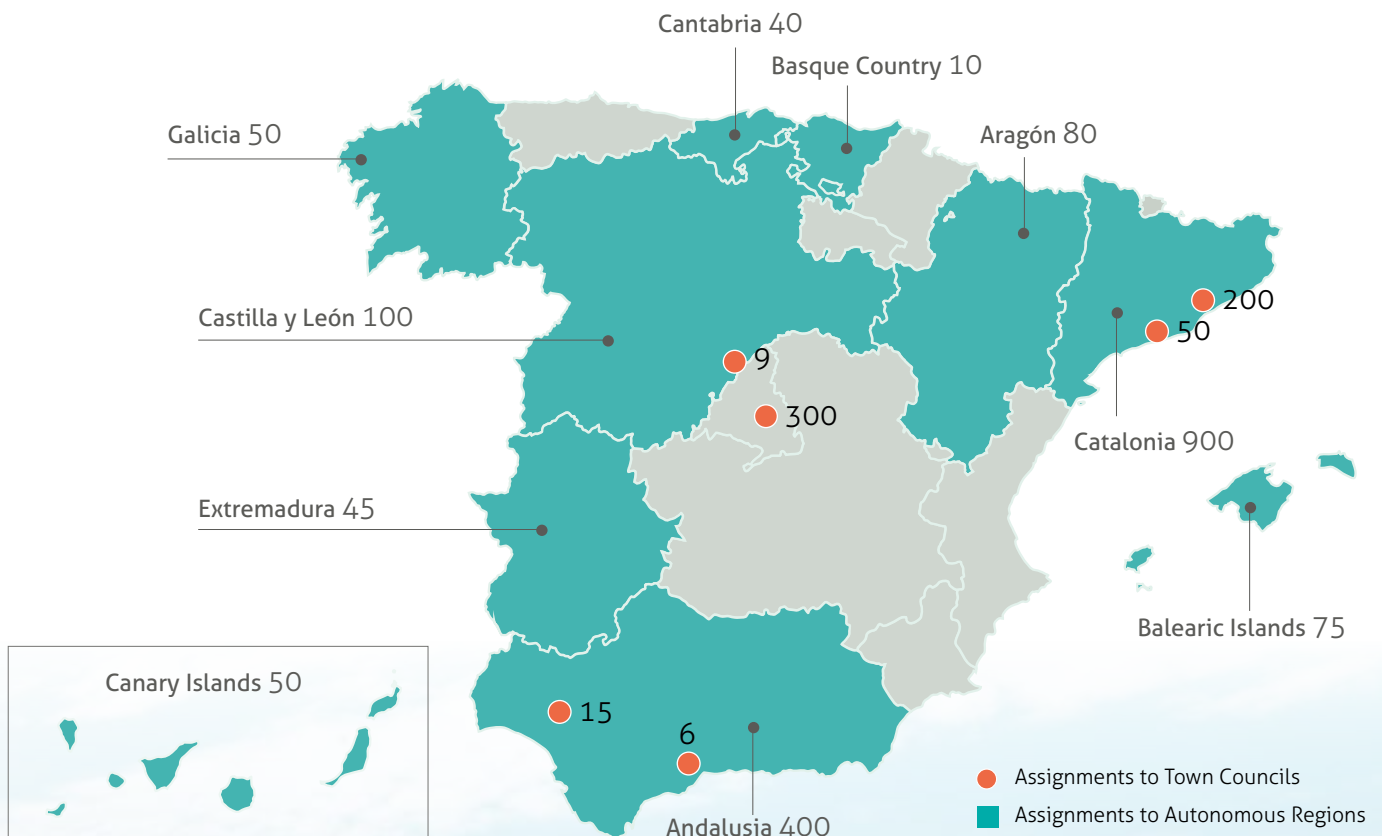 Cantabria 40
Basque Country 10
Galicia 50
Aragón 80
200
Castilla y León 100
50
9
300
Catalonia 900
Extremadura 45
Balearic Islands 75
Canary Islands 50
15
6
Assignments to Town Councils
Assignments to Autonomous Regions
Andalusia 400